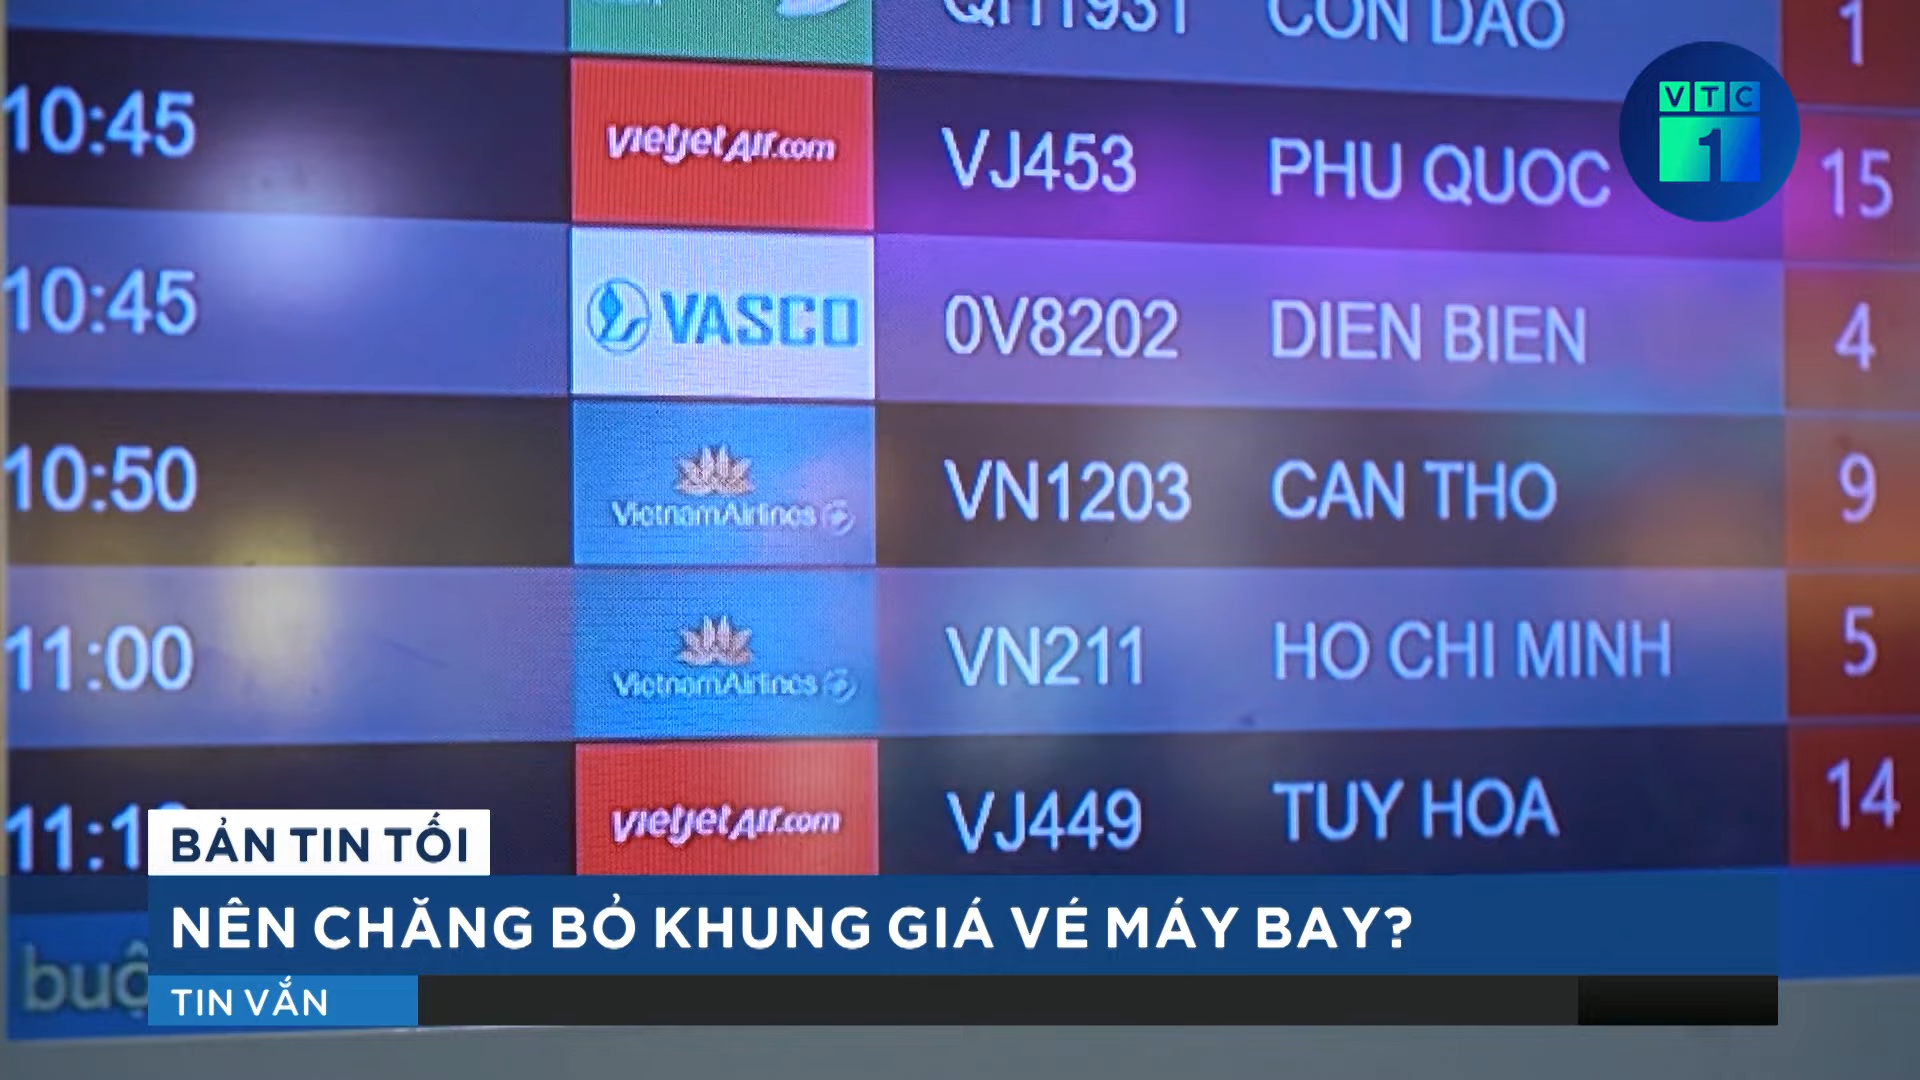 QH1931 CON DAO 1
10:45 vietjetAir.com VJ453 PHU QUOC 15
VTC
1
10:45 VASCO 0V8202 DIEN BIEN 4
10:50 VietnamAirlines VN1203 CAN THO 9
11:00 VietnamAirlines VN211 HO CHI MINH 5
vietjetAir.com VJ449 TUY HOA 14
BẢN TIN TỐI
NÊN CHĂNG BỎ KHUNG GIÁ VÉ MÁY BAY?
TIN VẮN